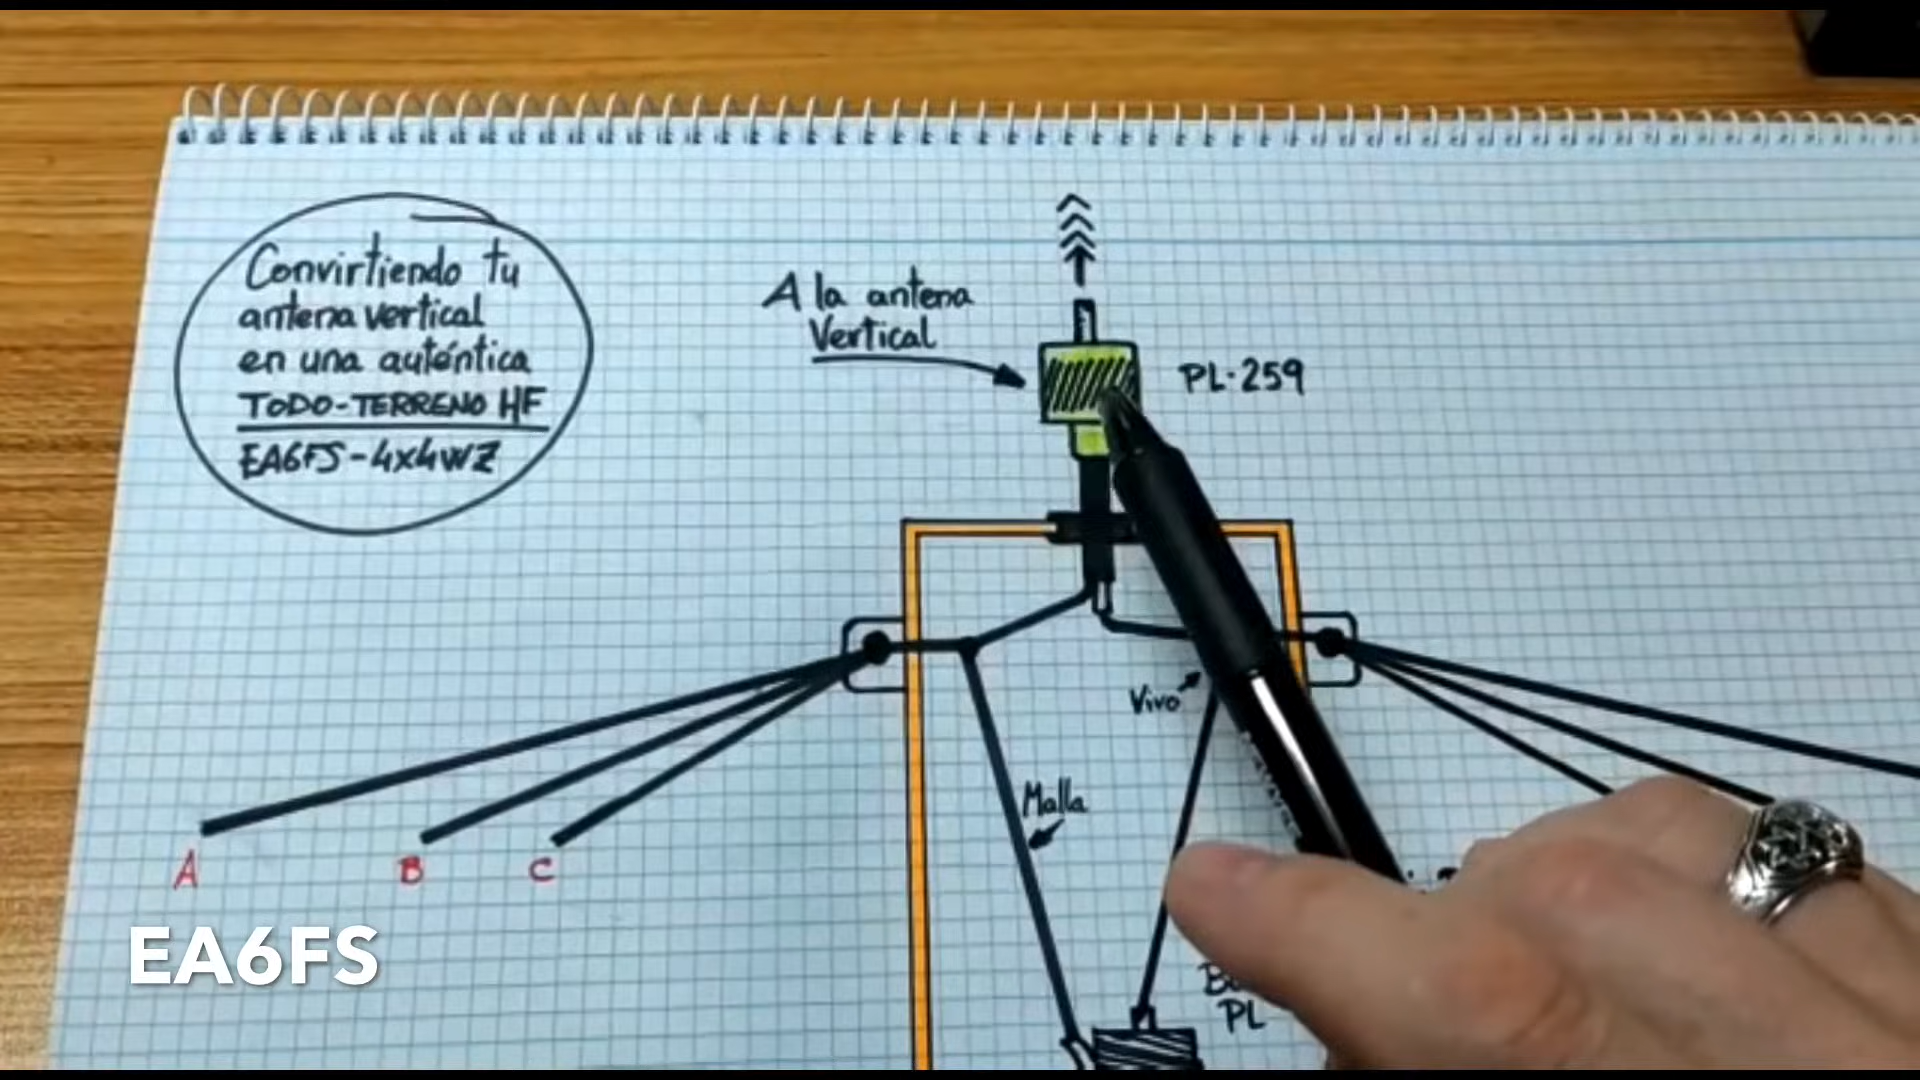 Convirtiendo tu
antena vertical
en una auténtica
TODO-TERRENO HF
EA6FS-4x4WZ
A la antena
Vertical
PL-259
Vivo
Malla
A
B
C
PL
EA6FS